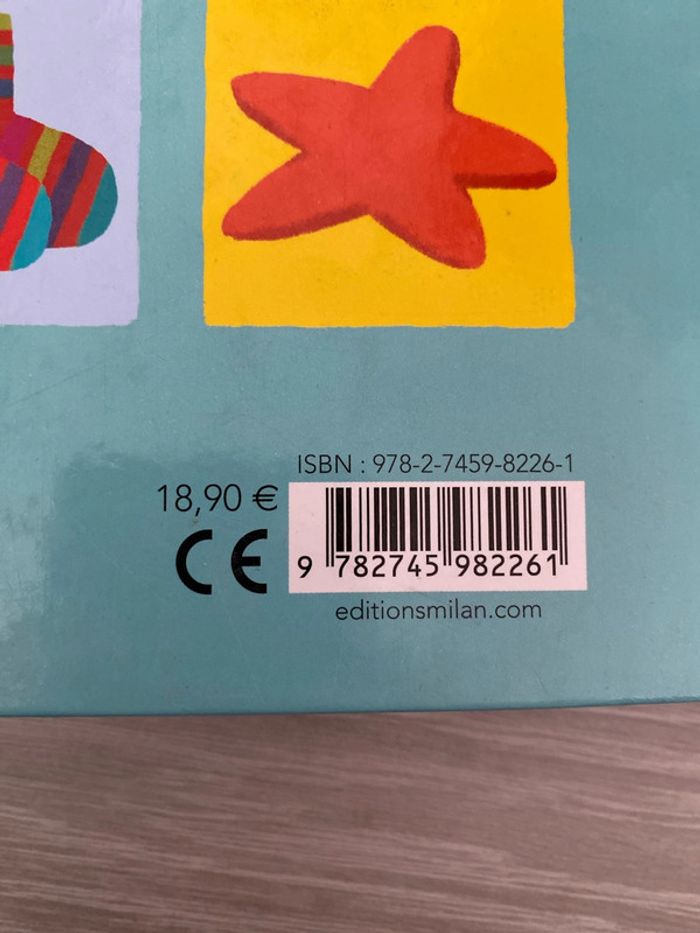 ISBN : 978-2-7459-8226-1
18,90 €
CE
9 782745 982261
editionsmilan.com